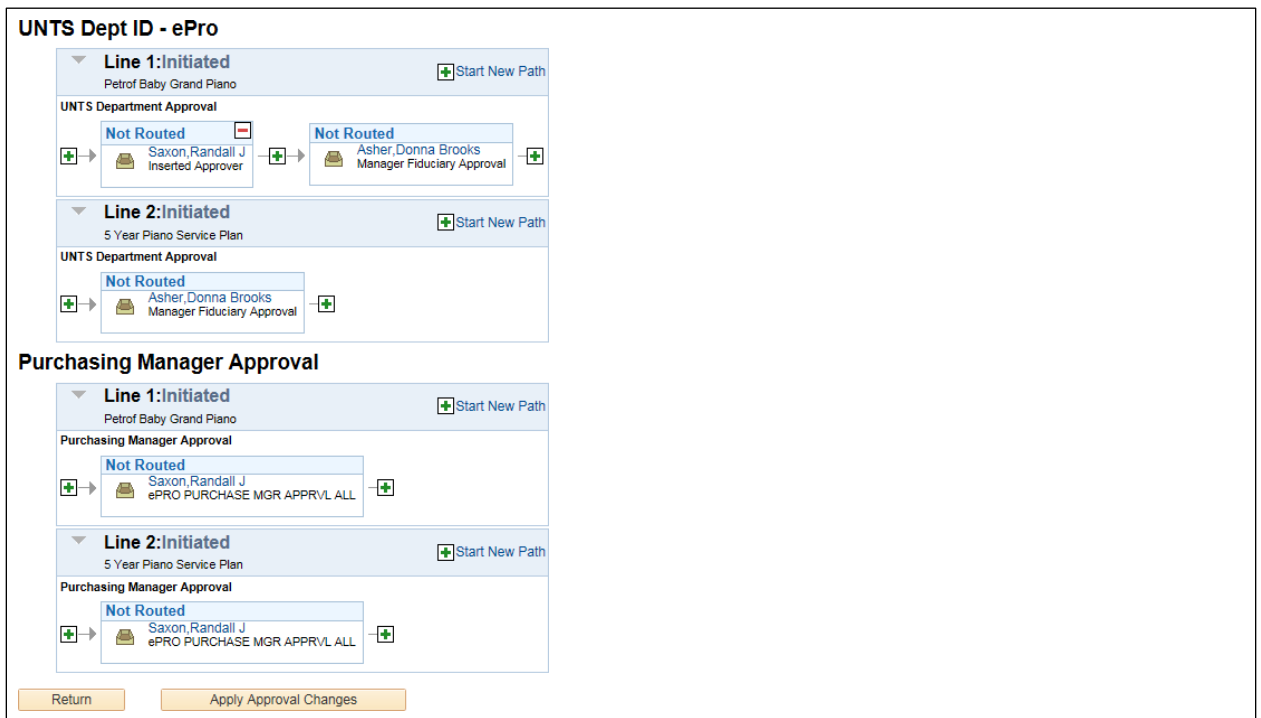 UNTS Dept ID - ePro
Line 1:Initiated
Start New Path
Petrof Baby Grand Piano
UNTS Department Approval
Not Routed
Saxon,Randall J
Inserted Approver
Not Routed
Asher,Donna Brooks
Manager Fiduciary Approval
Line 2:Initiated
Start New Path
5 Year Piano Service Plan
UNTS Department Approval
Not Routed
Asher,Donna Brooks
Manager Fiduciary Approval
Purchasing Manager Approval
Line 1:Initiated
Start New Path
Petrof Baby Grand Piano
Purchasing Manager Approval
Not Routed
Saxon,Randall J
ePRO PURCHASE MGR APPRVL ALL
Line 2:Initiated
Start New Path
5 Year Piano Service Plan
Purchasing Manager Approval
Not Routed
Saxon,Randall J
ePRO PURCHASE MGR APPRVL ALL
Return
Apply Approval Changes